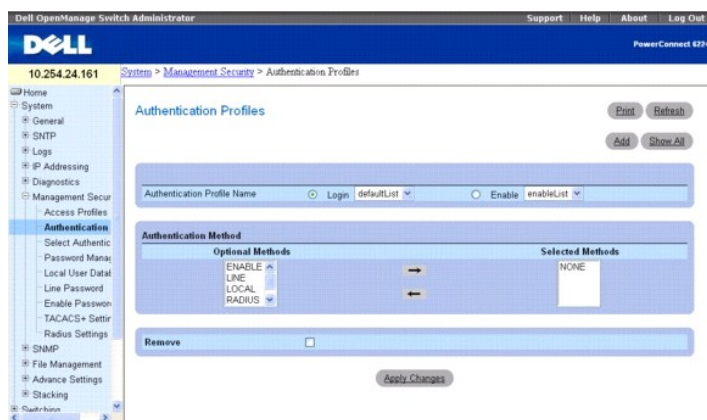 Dell OpenManage Switch Administrator
Support Help About Log Out
DELL
PowerConnect 622
10.254.24.161
System > Management Security > Authentication Profiles
Home
System
General
SNTP
Logs
IP Addressing
Diagnostics
Management Secur
Access Profiles
Authentication
Select Authentic
Password Manag
Local User Datab
Line Password
Enable Passwor
TACACS+ Settin
Radius Settings
SNMP
File Management
Advance Settings
Stacking
Switching
Authentication Profiles
Print Refresh
Add Show All
Authentication Profile Name Login defaultList Enable enableList
Authentication Method
Optional Methods Selected Methods
ENABLE
LINE
LOCAL
RADIUS
NONE
Remove
Apply Changes